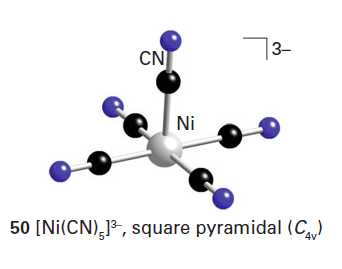 CN
3–
Ni
50 [Ni(CN)₅]³⁻, square pyramidal (C₄ᵥ)